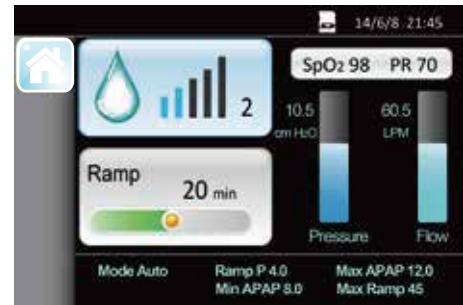 14/6/8 21:45
SpO2 98 PR 70
2
10.5
cm H2O
60.5
LPM
Ramp
20 min
Pressure
Flow
Mode Auto
Ramp P 4.0
Max APAP 12.0
Min APAP 8.0
Max Ramp 45